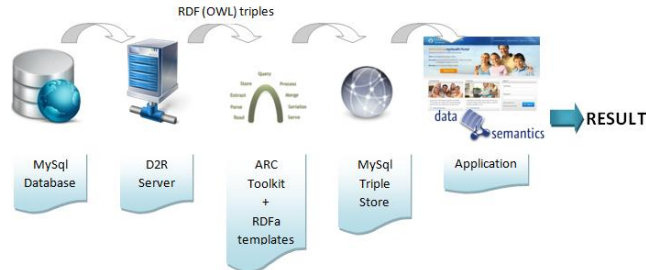 RDF (OWL) triples
Query
Store
Process
Extract
Merge
Parse
Serialize
Read
Serve
data
semantics
RESULT
MySql
Database
D2R
Server
ARC
Toolkit
+
RDFa
templates
MySql
Triple
Store
Application